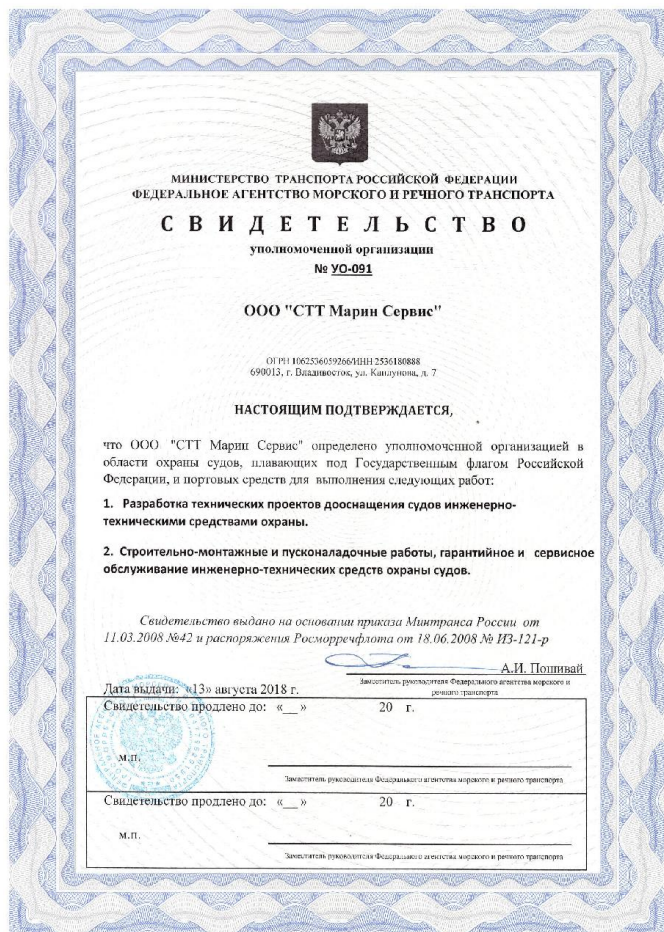 МИНИСТЕРСТВО ТРАНСПОРТА РОССИЙСКОЙ ФЕДЕРАЦИИ
ФЕДЕРАЛЬНОЕ АГЕНТСТВО МОРСКОГО И РЕЧНОГО ТРАНСПОРТА
СВИДЕТЕЛЬСТВО
уполномоченной организации
№ УО-091
ООО "СТТ Марин Сервис"
ОГРН 1062536059266/ИНН 2536180888
690013, г. Владивосток, ул. Каплунова, д. 7
НАСТОЯЩИМ ПОДТВЕРЖДАЕТСЯ,
что ООО "СТТ Марин Сервис" определено уполномоченной организацией в
области охраны судов, плавающих под Государственным флагом Российской
Федерации, и портовых средств для выполнения следующих работ:
1. Разработка технических проектов дооснащения судов инженерно-
техническими средствами охраны.
2. Строительно-монтажные и пусконаладочные работы, гарантийное и сервисное
обслуживание инженерно-технических средств охраны судов.
Свидетельство выдано на основании приказа Минтранса России от
11.03.2008 №42 и распоряжения Росморречфлота от 18.06.2008 № ИЗ-121-р
А.И. Пошивай
Заместитель руководителя Федерального агентства морского и
речного транспорта
Дата выдачи: «13» августа 2018 г.
Свидетельство продлено до: «__» 20 г.
м.п.
Заместитель руководителя Федерального агентства морского и речного транспорта
Свидетельство продлено до: «__» 20 г.
м.п.
Заместитель руководителя Федерального агентства морского и речного транспорта